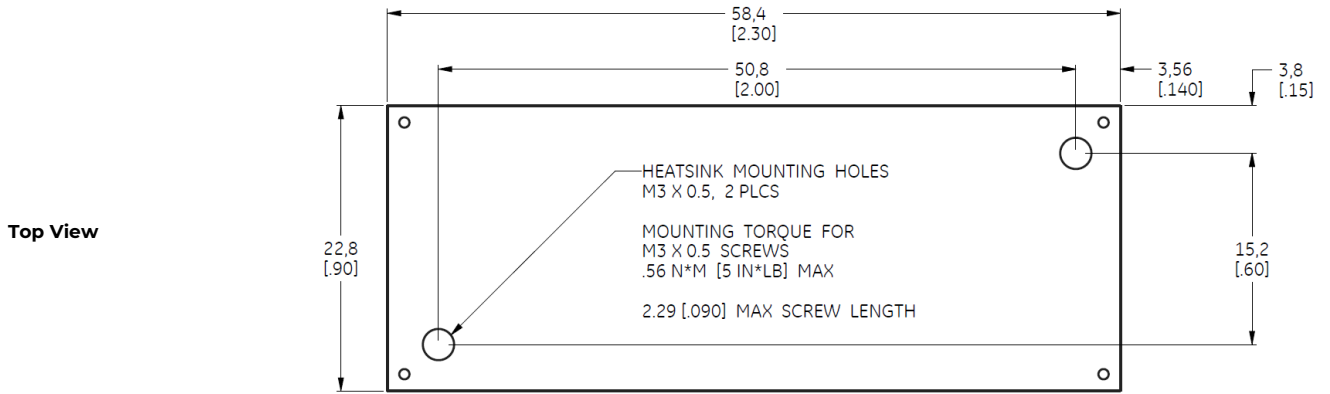 58,4
[2.30]
50,8
[2.00]
3,56
[.140]
3,8
[.15]
HEATSINK MOUNTING HOLES
M3 X 0.5, 2 PLCS
MOUNTING TORQUE FOR
M3 X 0.5 SCREWS
.56 N*M [5 IN*LB] MAX
2.29 [.090] MAX SCREW LENGTH
Top View
22,8
[.90]
15,2
[.60]